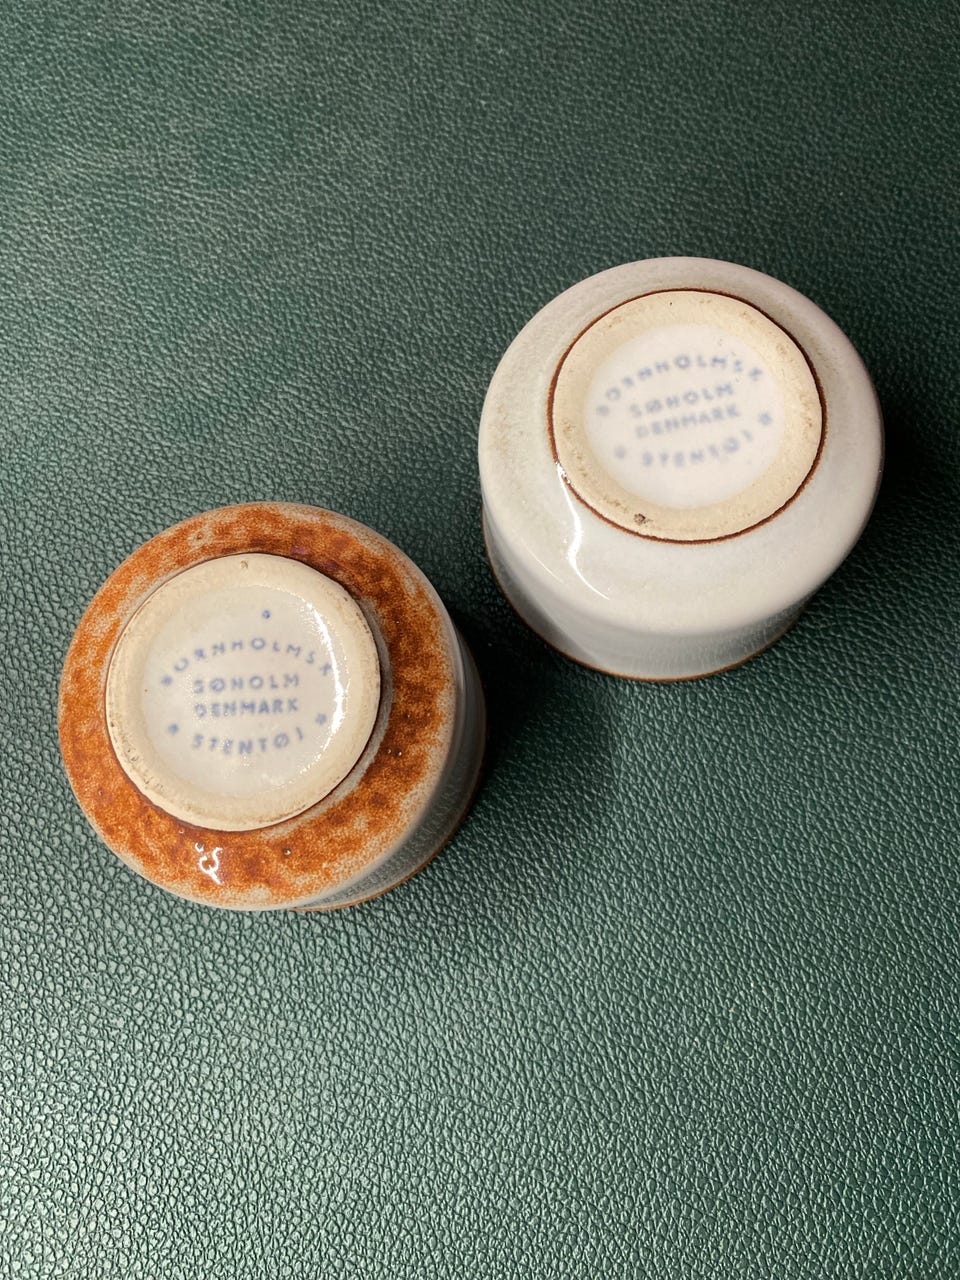 BORNHOLMSK
SØHOLM
DENMARK
* STENTØJ *
BORNHOLMSK
SØHOLM
DENMARK
* STENTØJ *